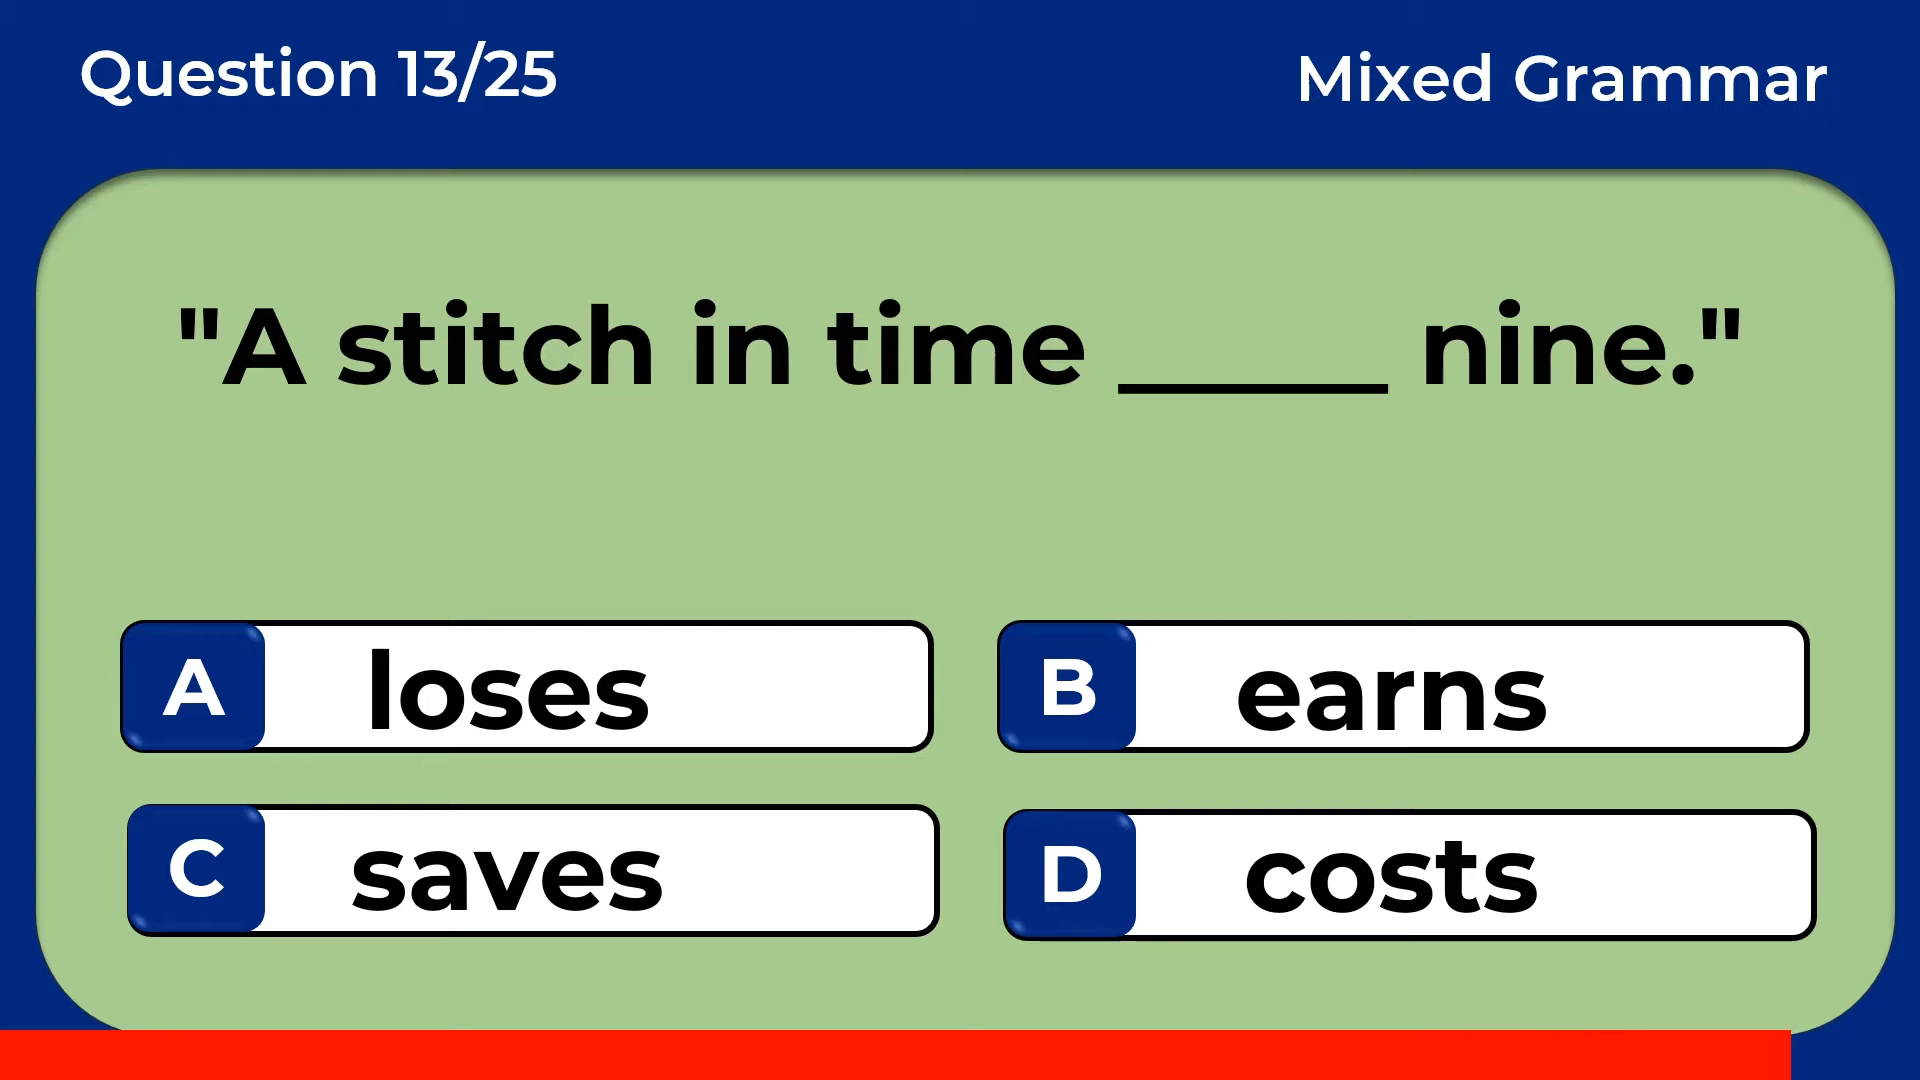 Question 13/25
Mixed Grammar
"A stitch in time _____ nine."
A loses
B earns
C saves
D costs